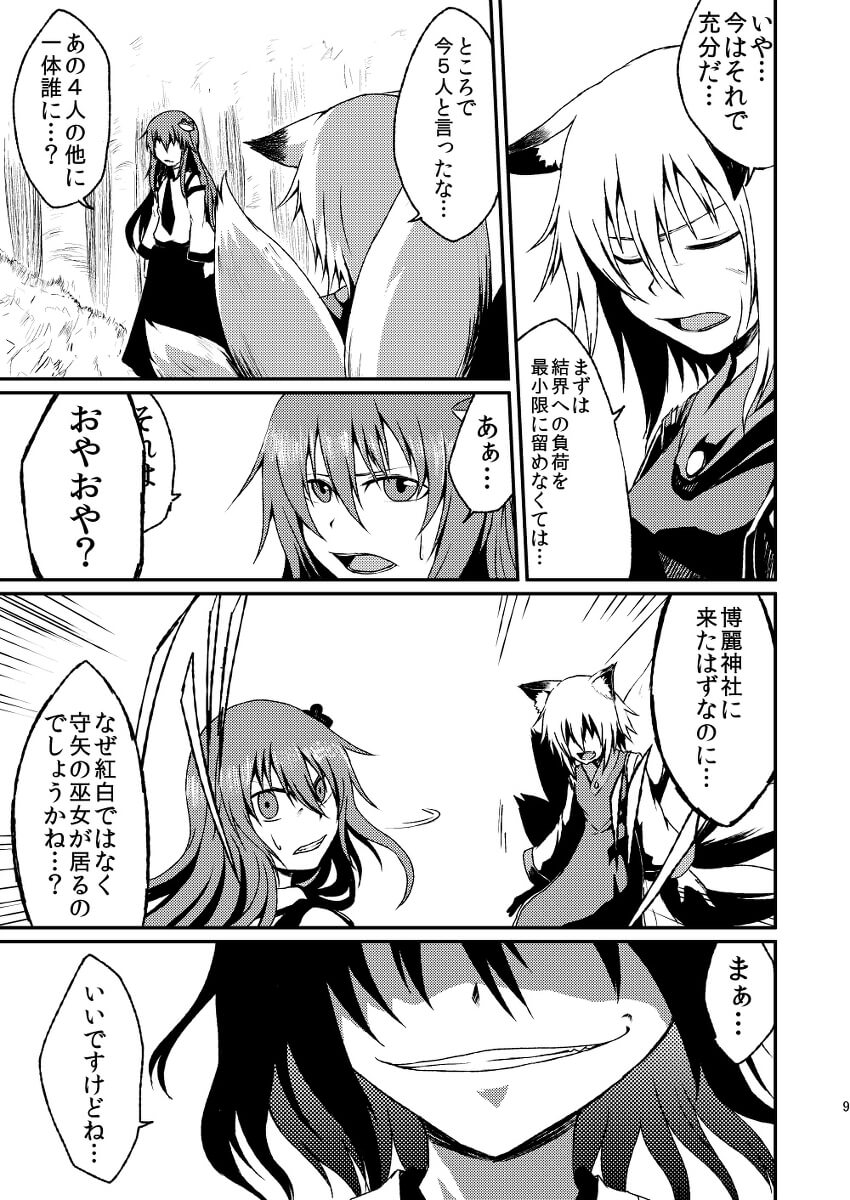 いや…
今はそれで
充分だ…
まずは
結界への負荷を
最小限に留めなくては…
ところで
今5人と言ったな…
あの4人の他に
一体誰に…？
あぁ…
それは
おやおや？
博麗神社に
来たはずなのに…
なぜ紅白ではなく
守矢の巫女が居るの
でしょうかね…？
まぁ…
いいですけどね…
9